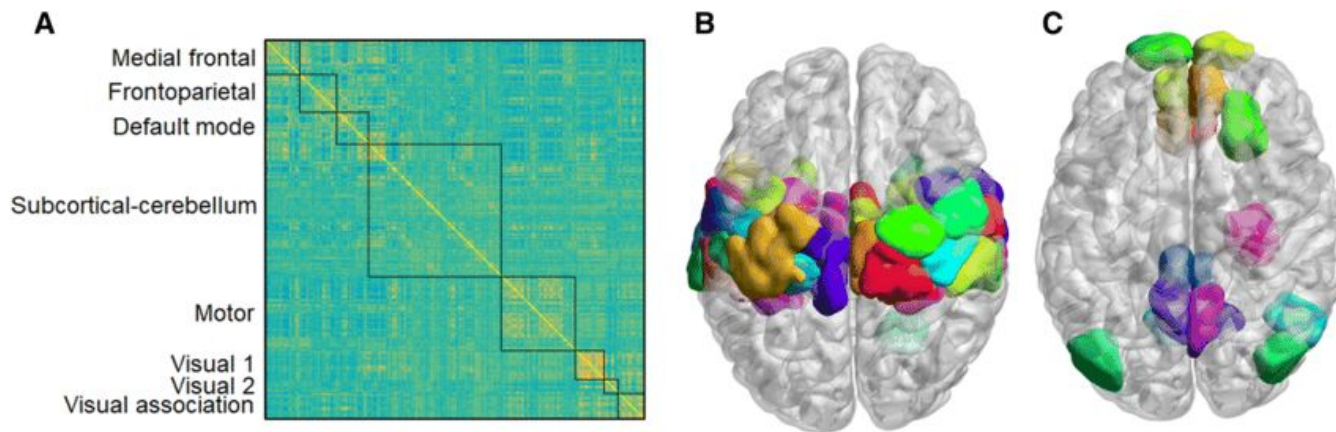 A
B
C
Medial frontal
Frontoparietal
Default mode
Subcortical-cerebellum
Motor
Visual 1
Visual 2
Visual association